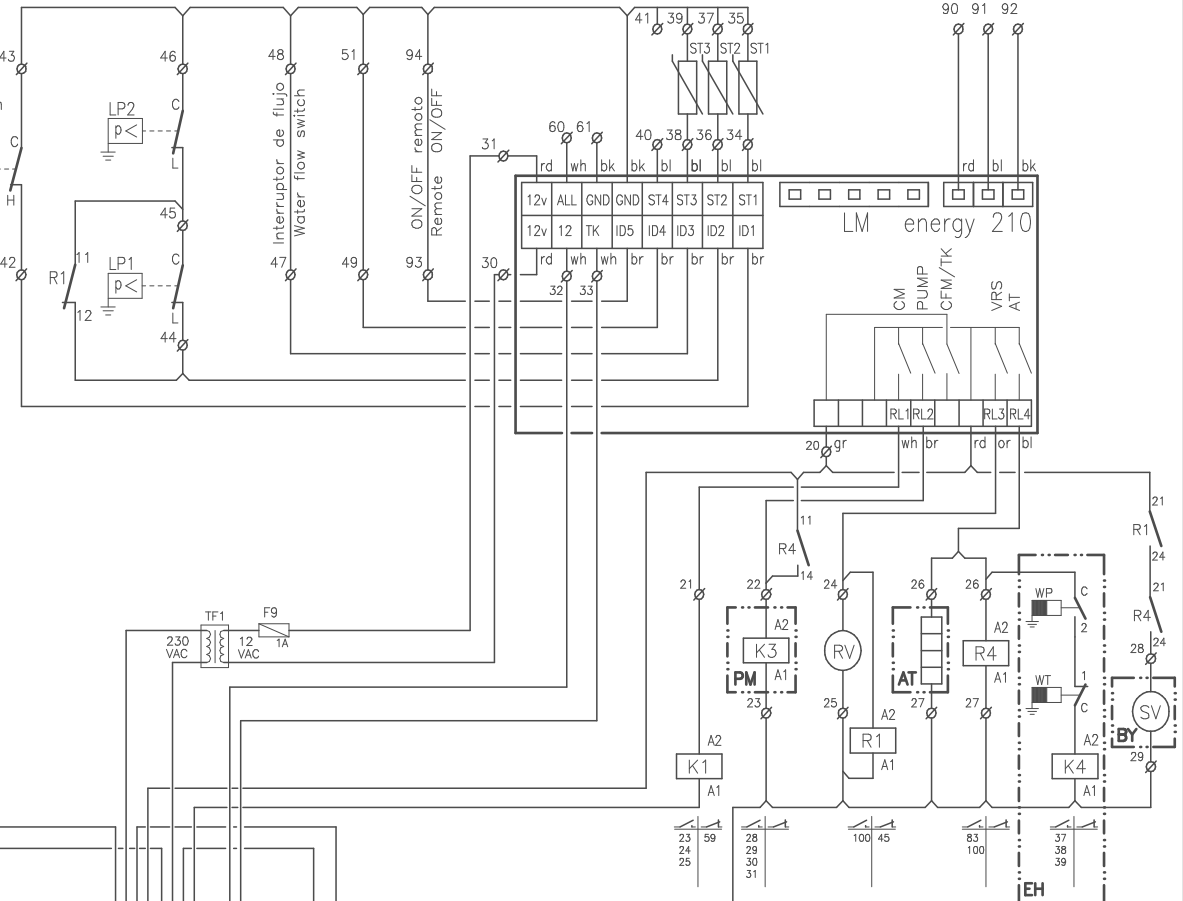 90 91 92
41 39 37 35
ST3 ST2 ST1
43 46 48 51 94
LP2 C
p<
L
C
H
Interruptor de flujo
Water flow switch
ON/OFF remoto
Remote ON/OFF
60 61
31
40 38 36 34
rd wh bk bk bl bl bl bl
rd bl bk
12v ALL GND GND ST4 ST3 ST2 ST1
12v 12 TK ID5 ID4 ID3 ID2 ID1
rd wh br br br br br br
LM energy 210
45
42 47 49 93 30
32 33
R1 11
12
LP1 C
p<
L
44
CM
PUMP
CFM/TK
VRS
AT
RL1 RL2 RL3 RL4
20 gr wh br rd or bl
11
R4
14
21
R1
24
21
R4
24
21 22 24 26 26
28
WP C
2
WT 1
C
TF1 F9
1A
230
VAC
12
VAC
A2
K3
A1
PM
RV
AT
A2
R4
A1
SV
BY
23 25 27 27 29
A2
R1
A1
A2
K1
A1
A2
K4
A1
23 59
24
25
28
29
30
31
100 45
83
100
37
38
39
EH